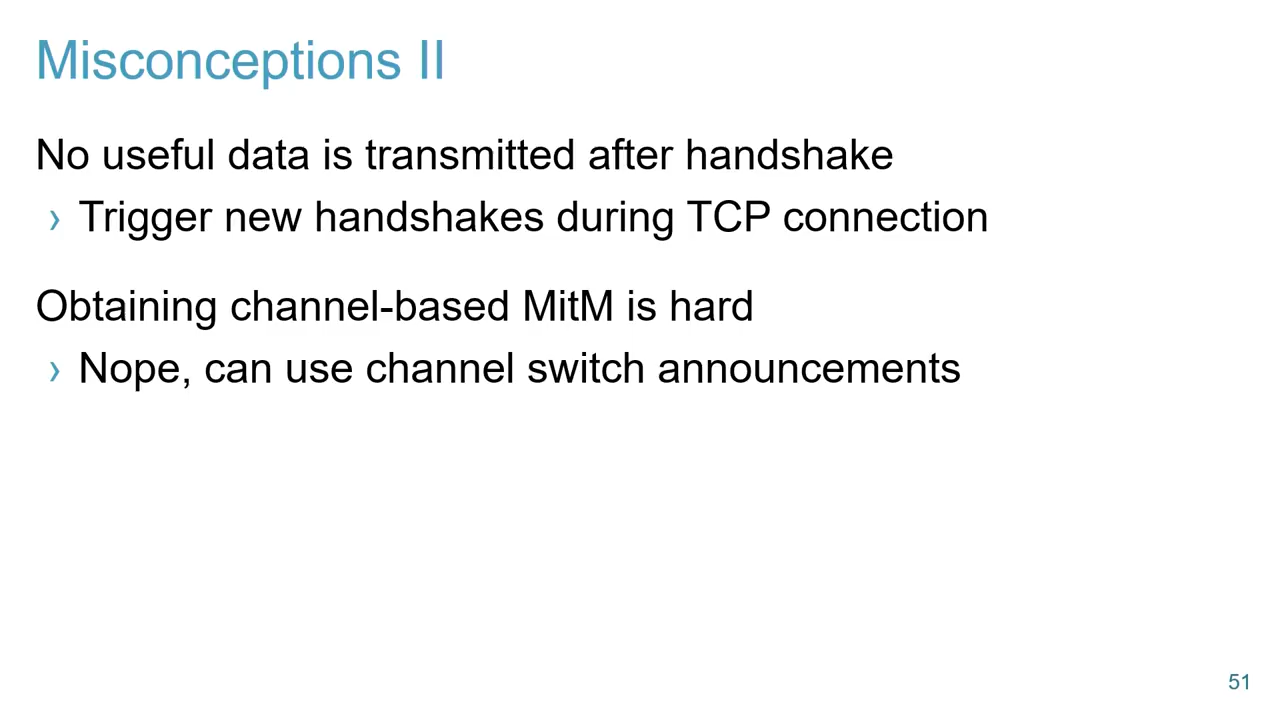 Misconceptions II
No useful data is transmitted after handshake
› Trigger new handshakes during TCP connection
Obtaining channel-based MitM is hard
› Nope, can use channel switch announcements
51